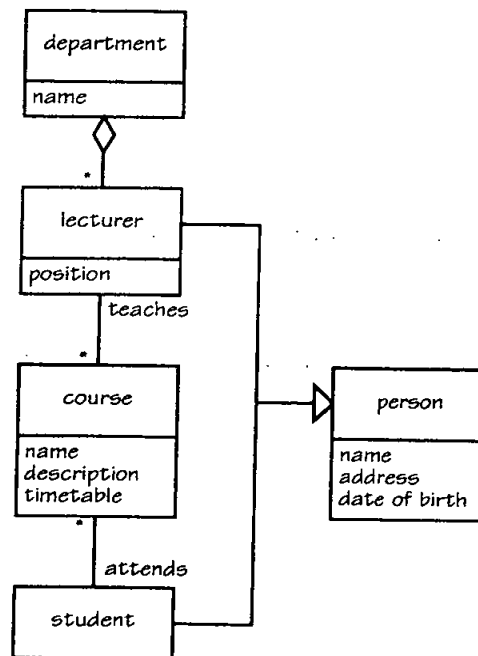 department
name
*
lecturer
position
teaches
*
course
name
description
timetable
*
attends
student
person
name
address
date of birth